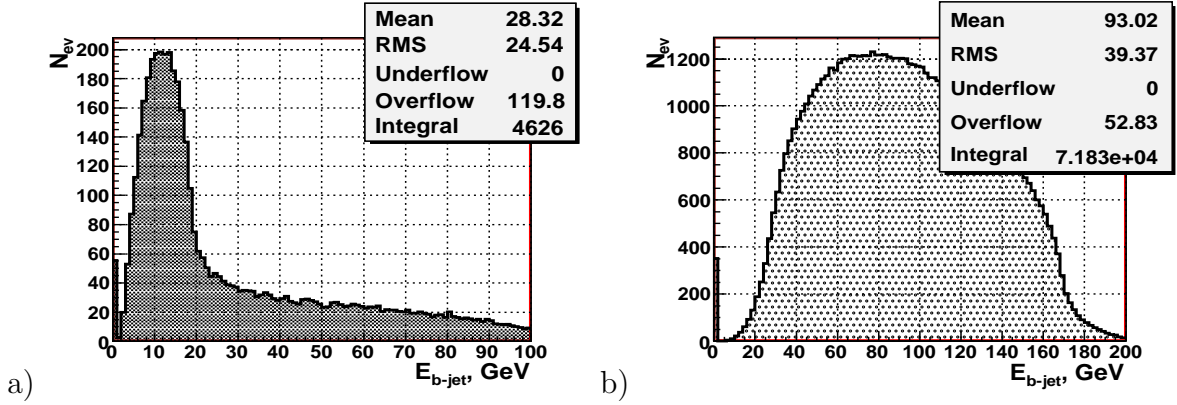 N_ev
200
180
160
140
120
100
80
60
40
20
0
0 10 20 30 40 50 60 70 80 90 100
E_b-jet, GeV
Mean 28.32
RMS 24.54
Underflow 0
Overflow 119.8
Integral 4626
a)
N_ev
1200
1000
800
600
400
200
0
0 20 40 60 80 100 120 140 160 180 200
E_b-jet, GeV
Mean 93.02
RMS 39.37
Underflow 0
Overflow 52.83
Integral 7.183e+04
b)